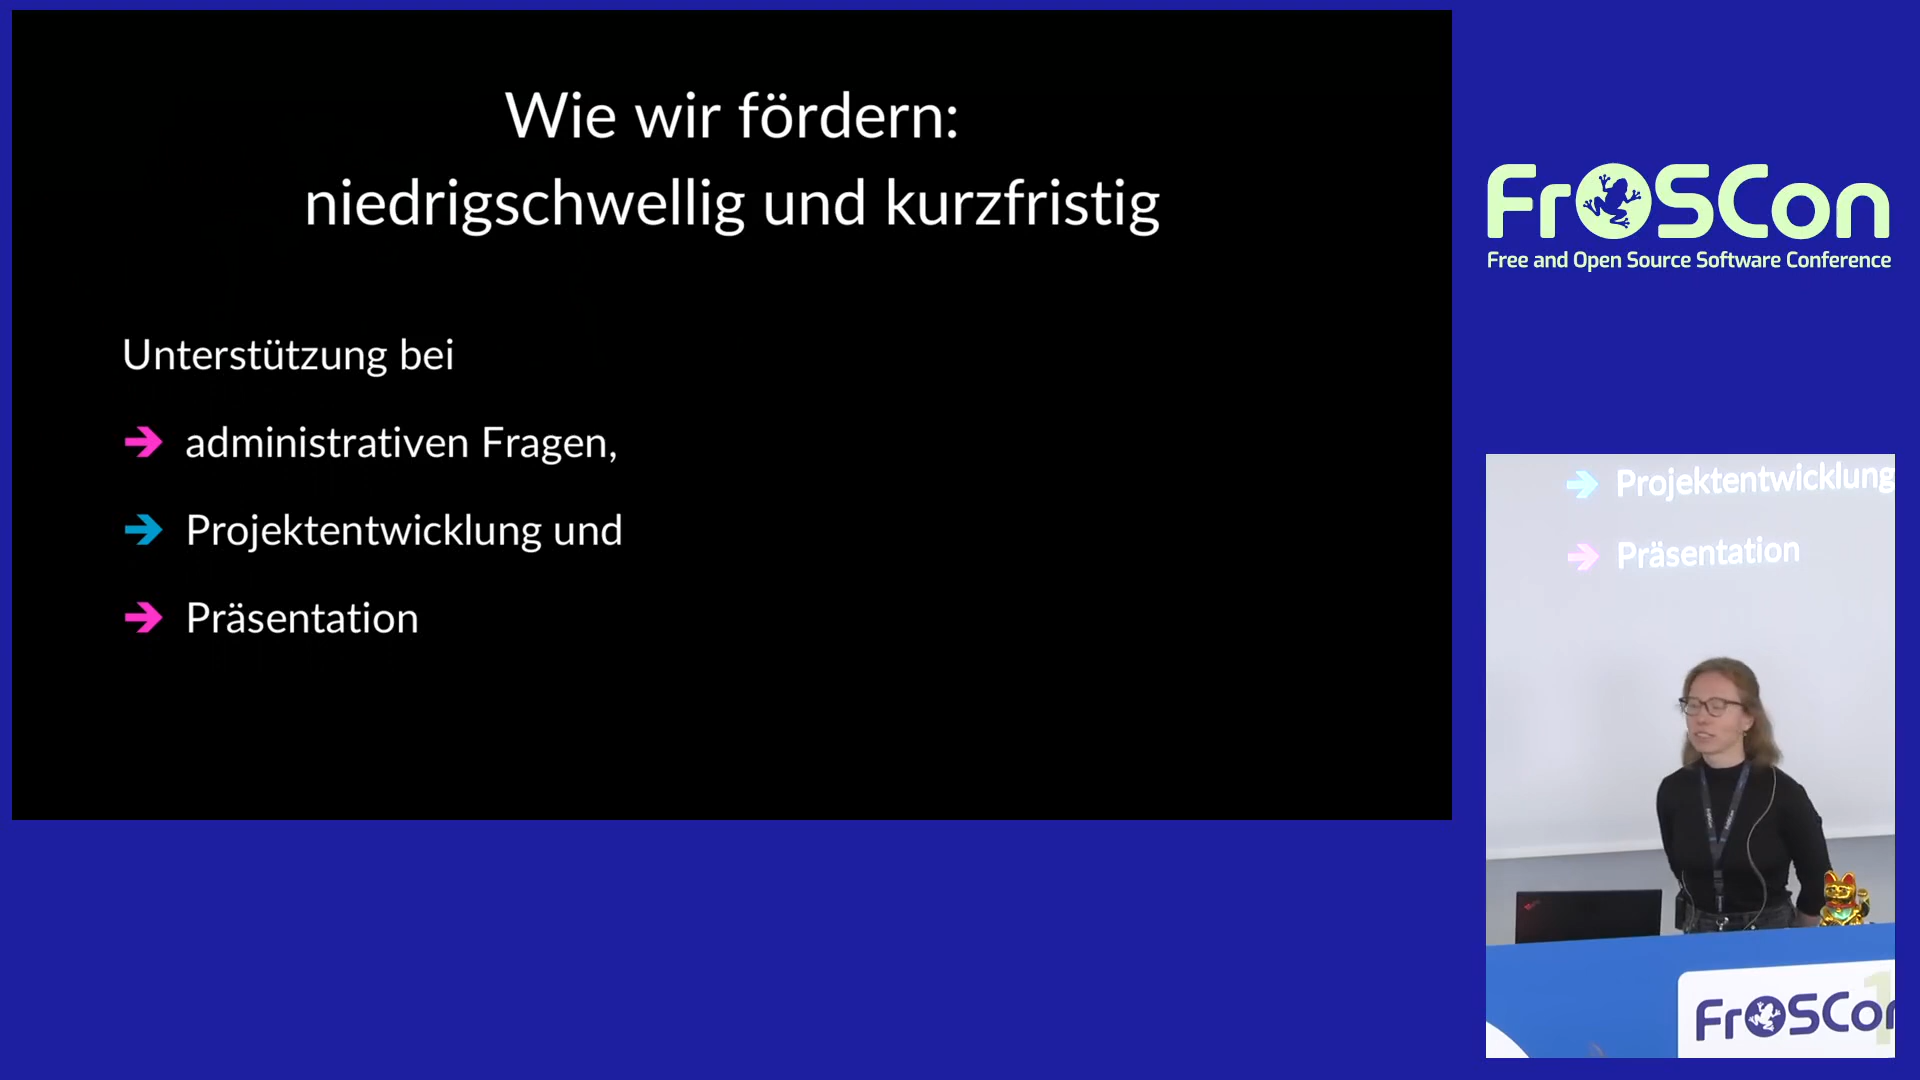 Wie wir fördern:
niedrigschwellig und kurzfristig
Unterstützung bei
➔ administrativen Fragen,
➔ Projektentwicklung und
➔ Präsentation
FrOSCon
Free and Open Source Software Conference
➔ Projektentwicklung
➔ Präsentation
FrOSCon
1